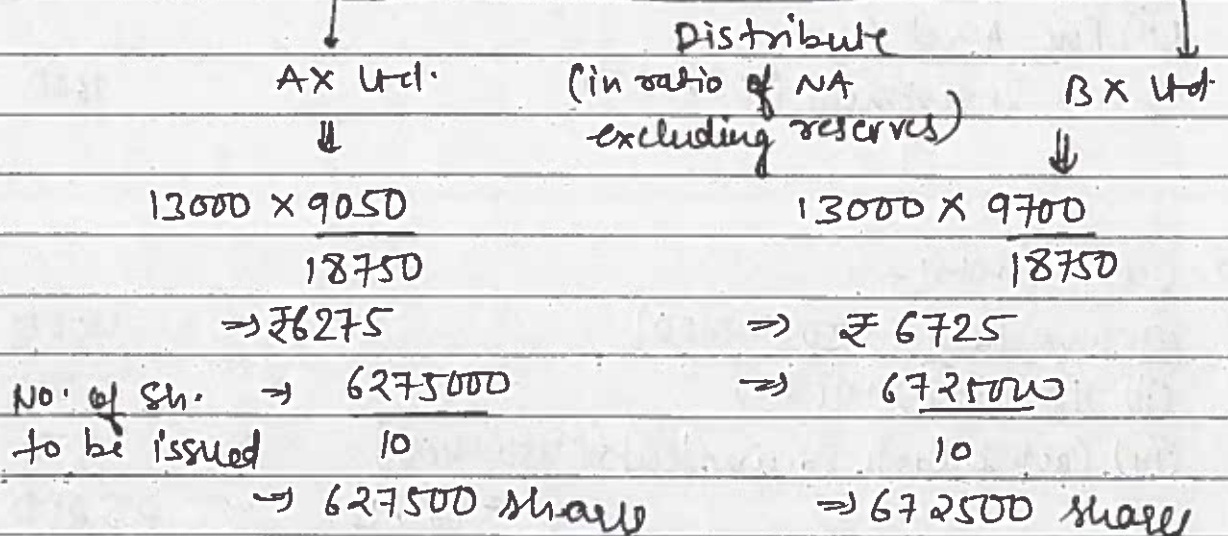 Distribute
AX Ltd. (in ratio of NA BX Ltd.
⇓ excluding reserves) ⇓
13000 × 9050 13000 × 9700
18750 18750
⇒ ₹6275 ⇒ ₹ 6725
No. of Sh. ⇒ 6275000 ⇒ 6725000
to be issued 10 10
⇒ 627500 share ⇒ 672500 shares